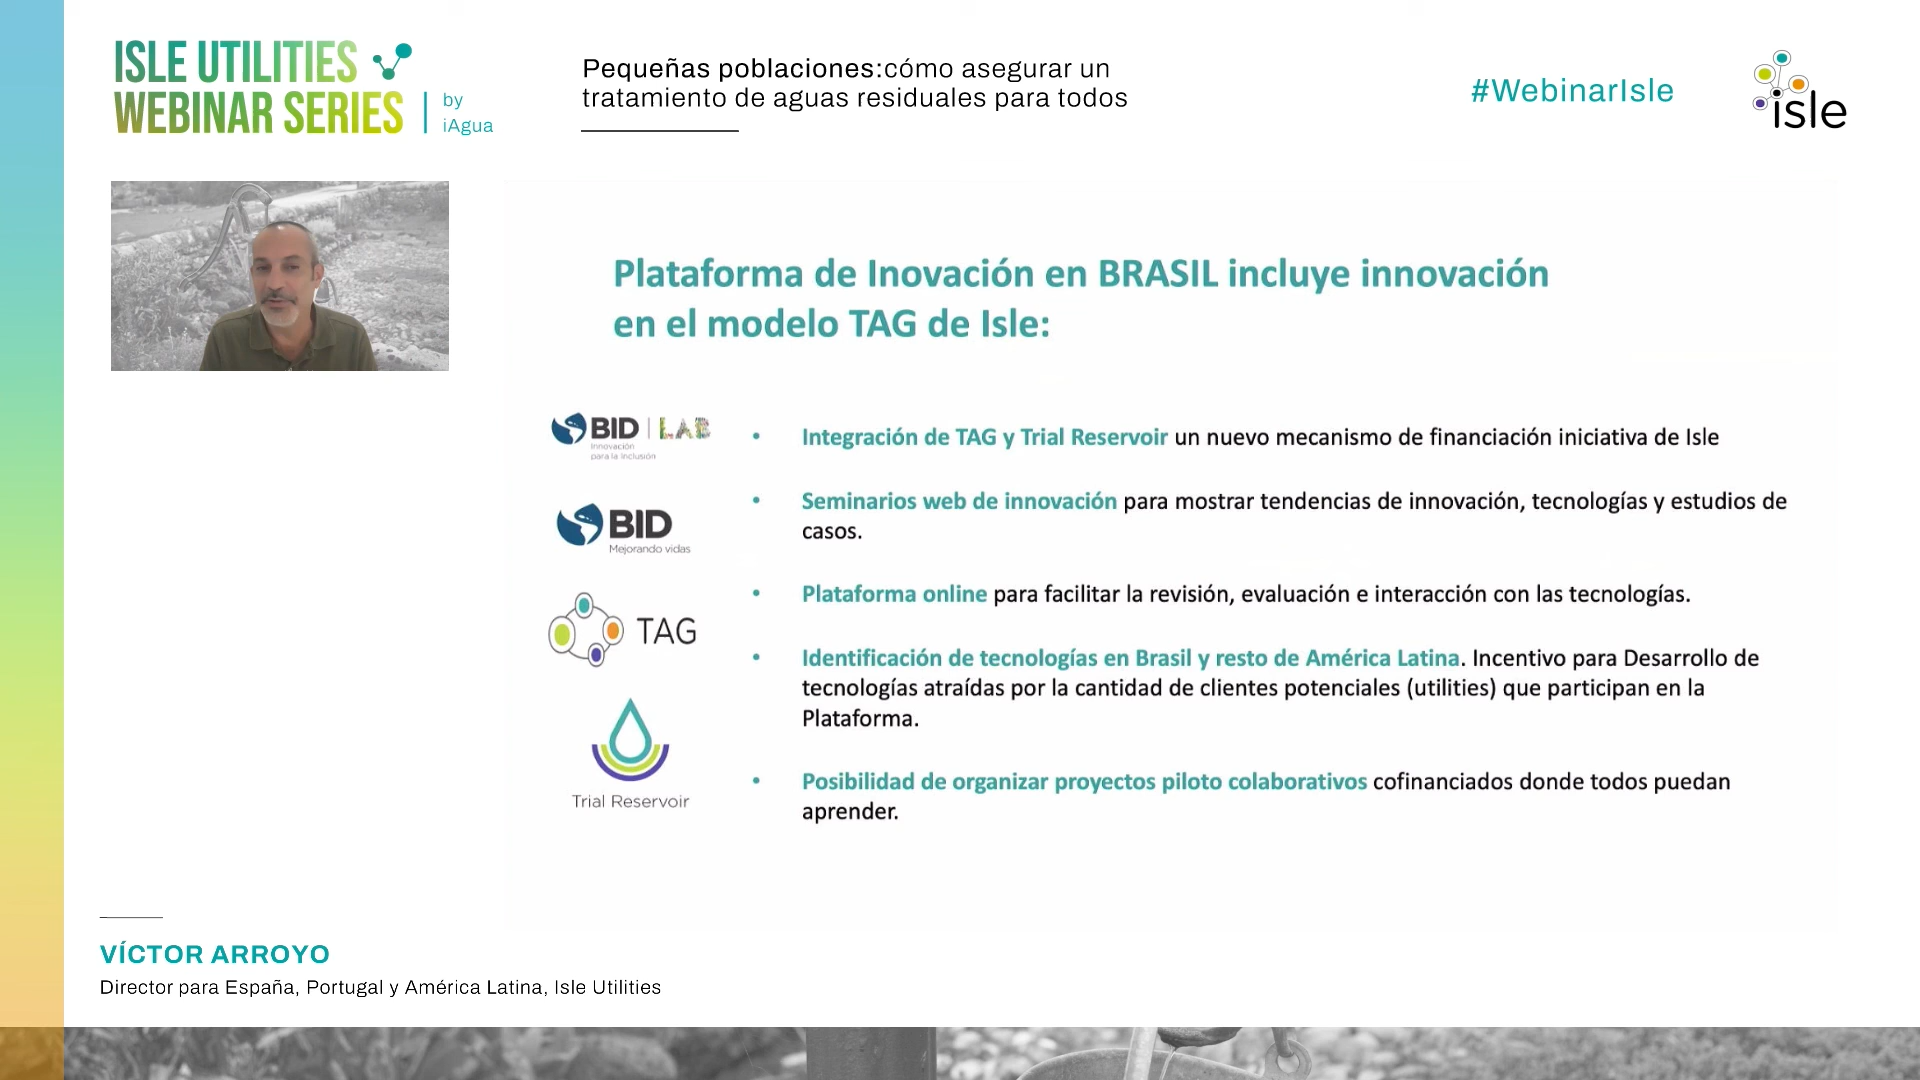 ISLE UTILITIES
WEBINAR SERIES
by
iAgua
Pequeñas poblaciones:cómo asegurar un
tratamiento de aguas residuales para todos
#WebinarIsle
isle
Plataforma de Inovación en BRASIL incluye innovación
en el modelo TAG de Isle:
BID | LAB
Innovación
para la inclusión
BID
Mejorando vidas
TAG
Trial Reservoir
• Integración de TAG y Trial Reservoir un nuevo mecanismo de financiación iniciativa de Isle
• Seminarios web de innovación para mostrar tendencias de innovación, tecnologías y estudios de
casos.
• Plataforma online para facilitar la revisión, evaluación e interacción con las tecnologías.
• Identificación de tecnologías en Brasil y resto de América Latina. Incentivo para Desarrollo de
tecnologías atraídas por la cantidad de clientes potenciales (utilities) que participan en la
Plataforma.
• Posibilidad de organizar proyectos piloto colaborativos cofinanciados donde todos puedan
aprender.
VÍCTOR ARROYO
Director para España, Portugal y América Latina, Isle Utilities